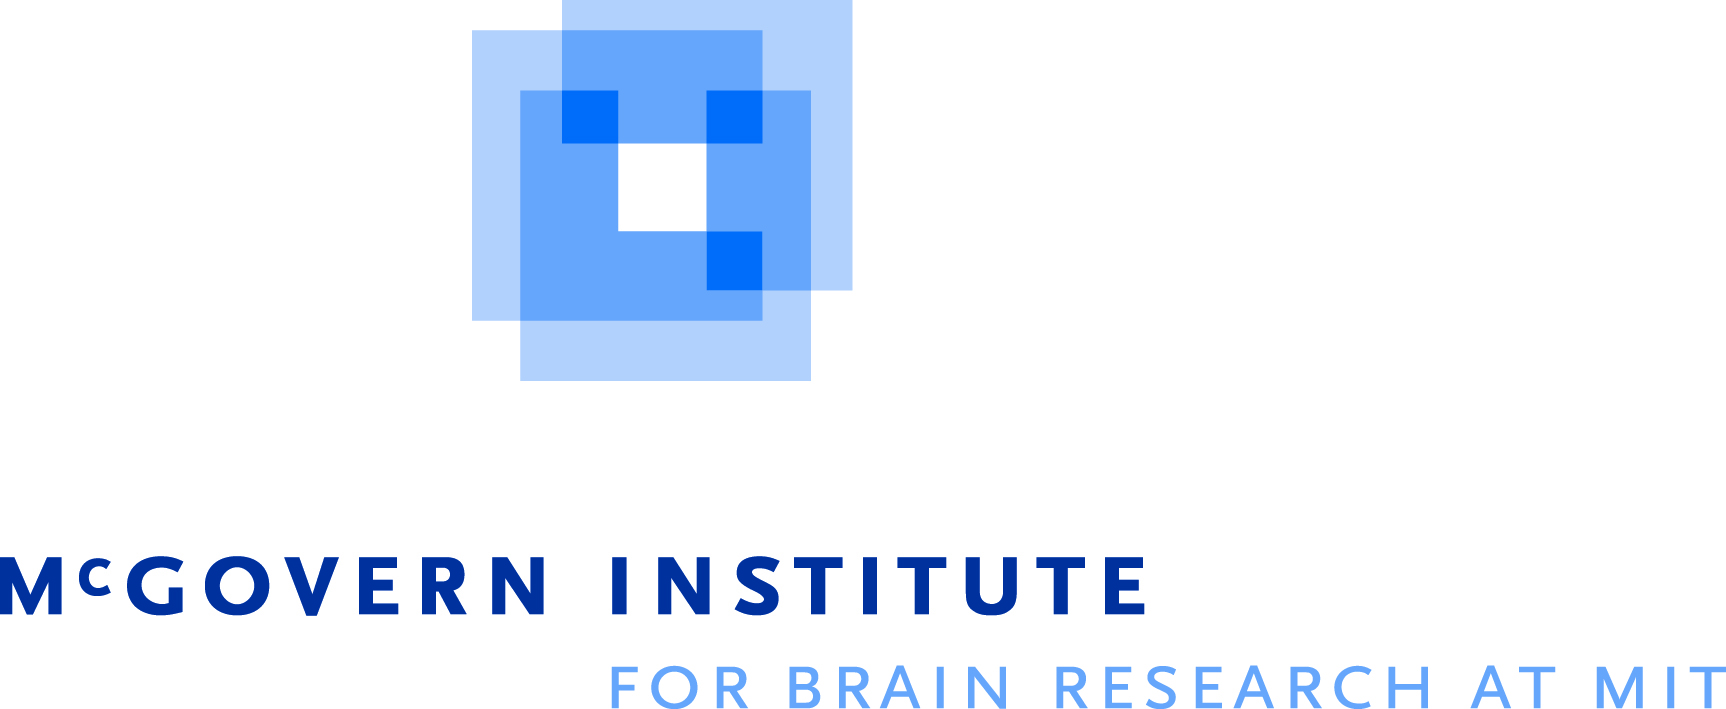 McGOVERN INSTITUTE
FOR BRAIN RESEARCH AT MIT